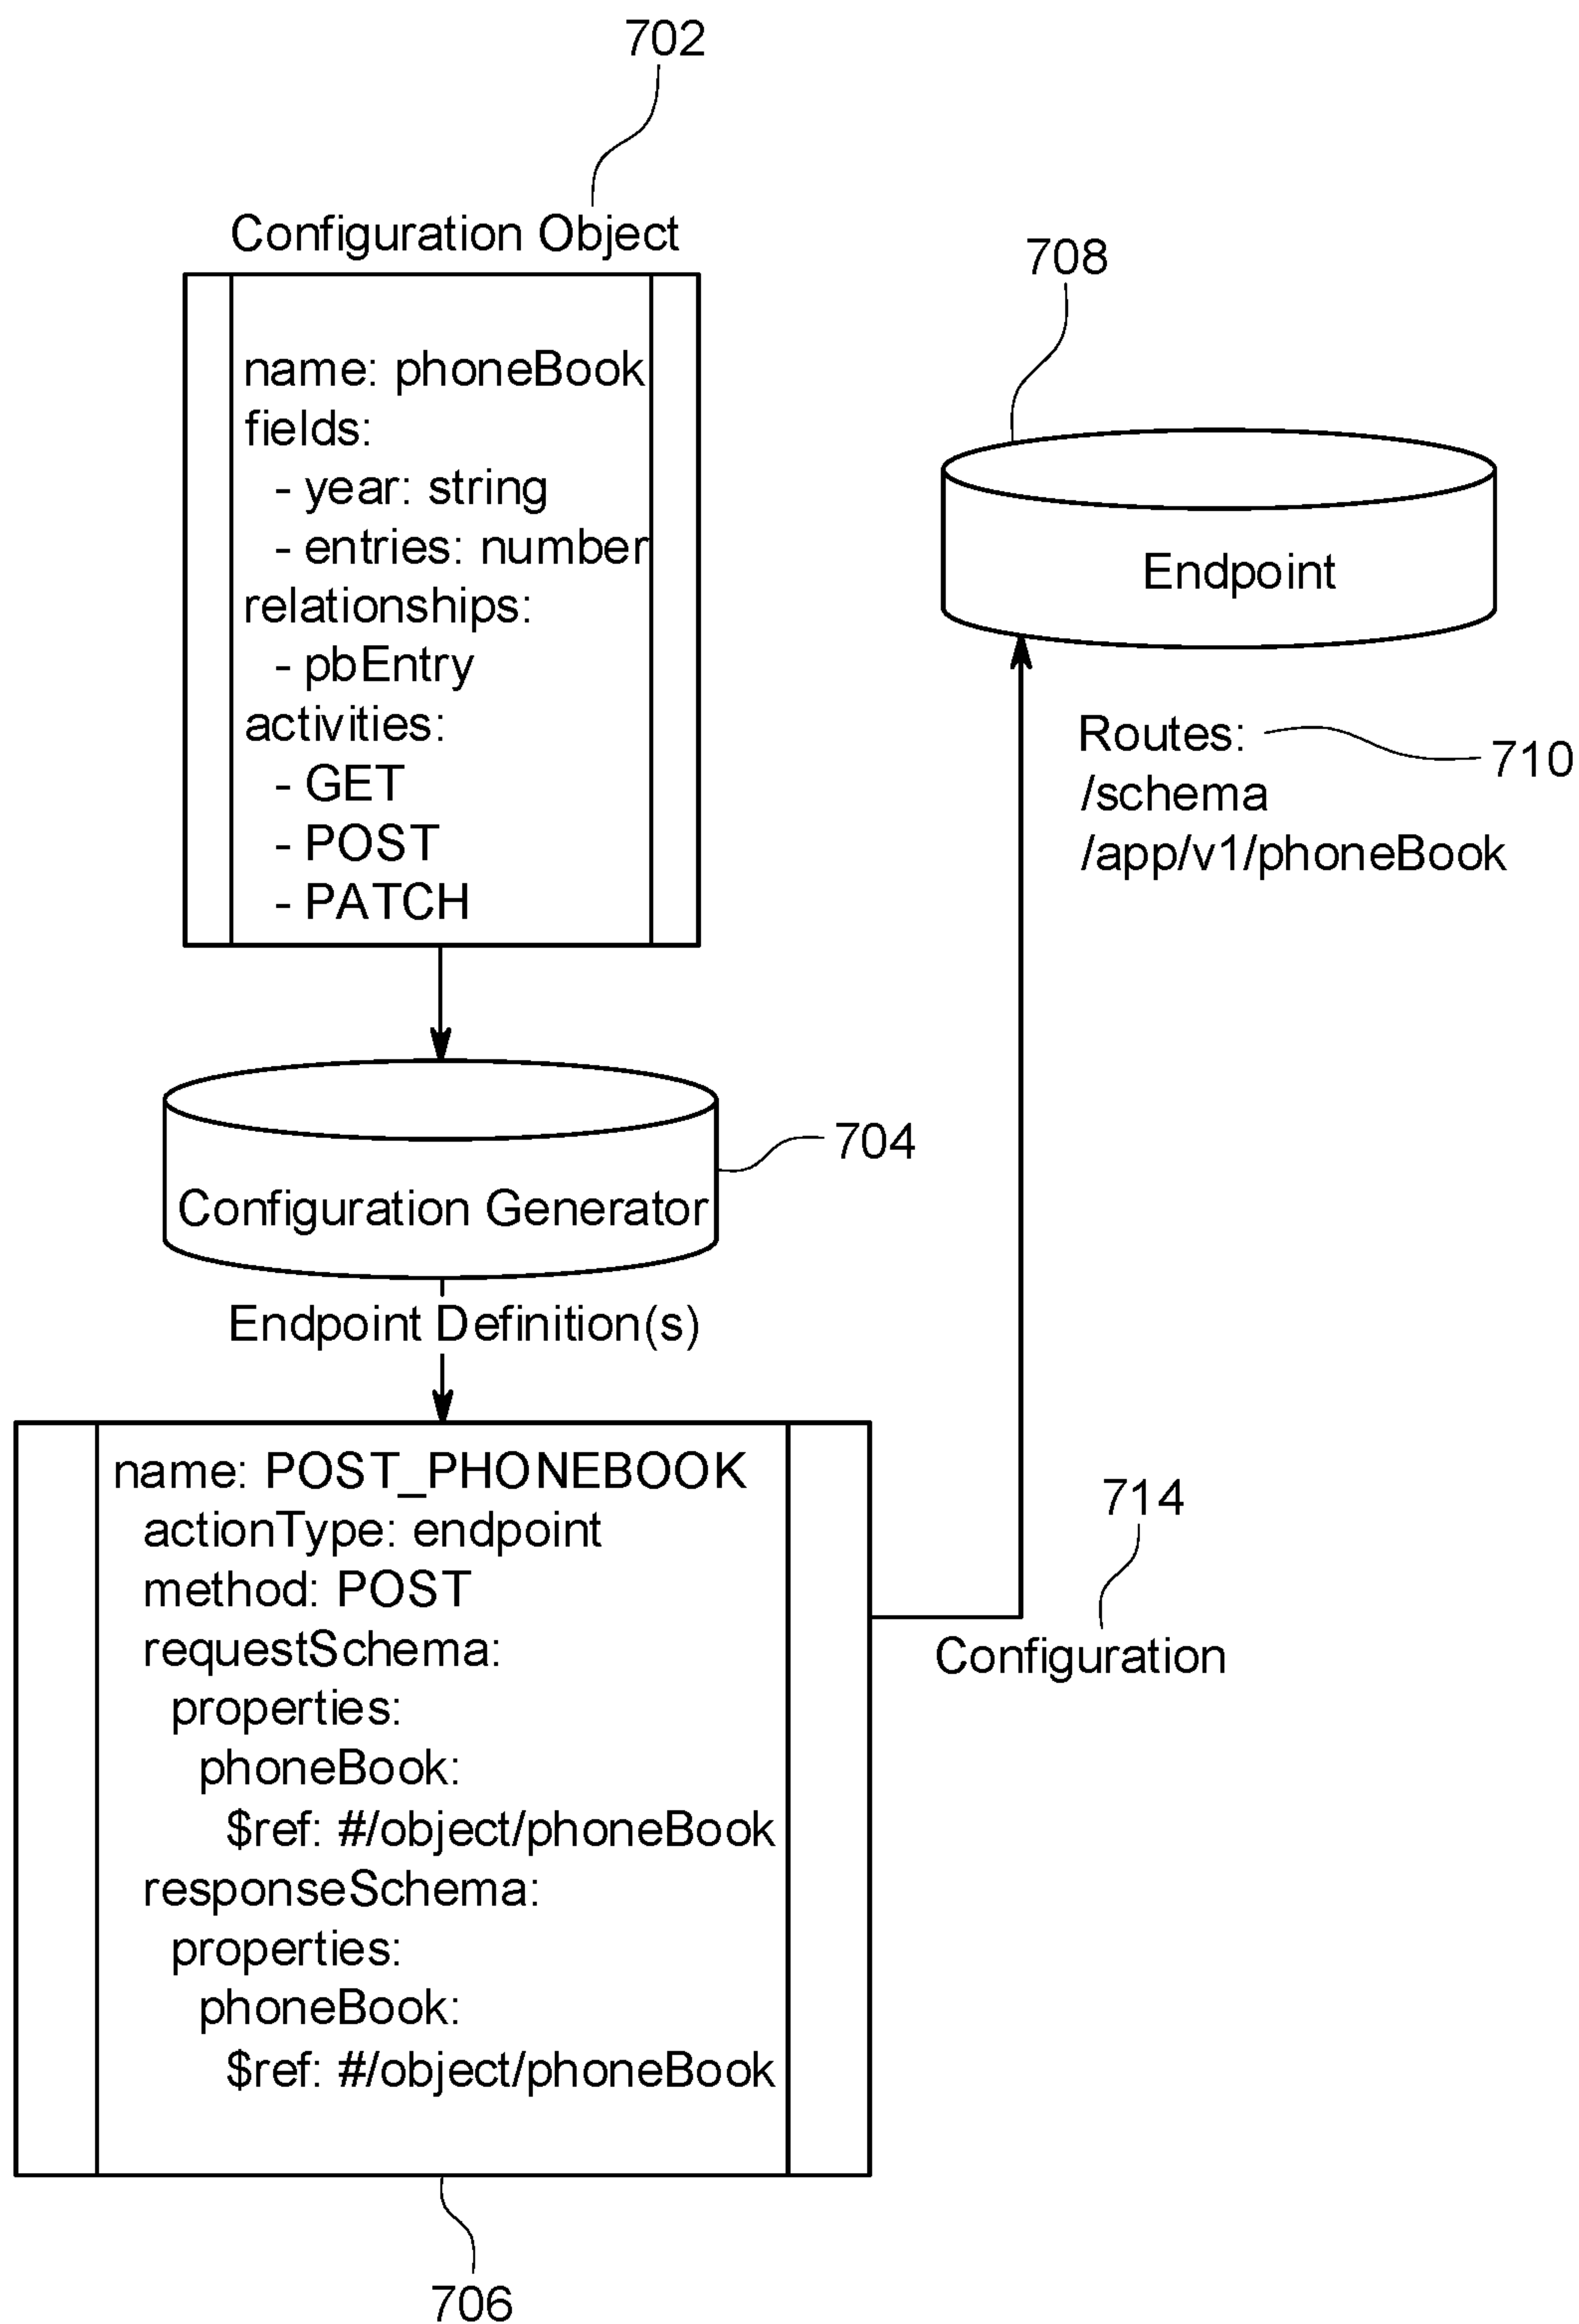 702
Configuration Object
name: phoneBook
fields:
- year: string
- entries: number
relationships:
- pbEntry
activities:
- GET
- POST
- PATCH
708
Endpoint
Routes:
710
/schema
/app/v1/phoneBook
704
Configuration Generator
Endpoint Definition(s)
name: POST_PHONEBOOK
actionType: endpoint
method: POST
requestSchema:
properties:
phoneBook:
$ref: #/object/phoneBook
responseSchema:
properties:
phoneBook:
$ref: #/object/phoneBook
714
Configuration
706